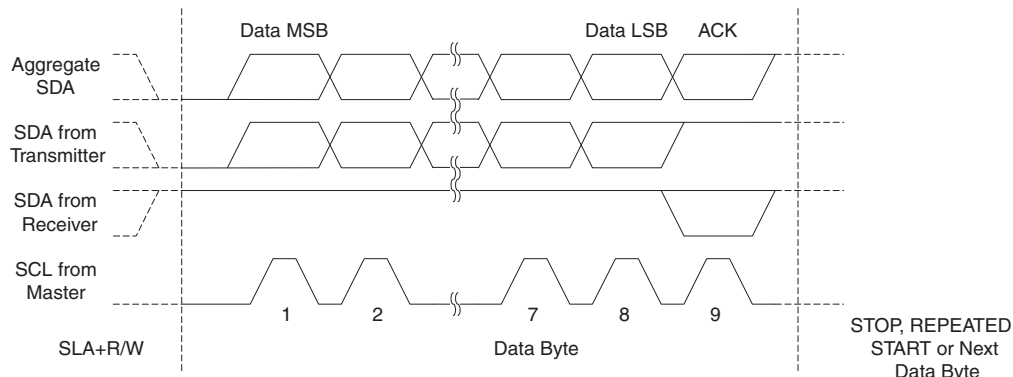 Data MSB
Data LSB
ACK
Aggregate
SDA
SDA from
Transmitter
SDA from
Receiver
SCL from
Master
1
2
7
8
9
SLA+R/W
Data Byte
STOP, REPEATED
START or Next
Data Byte